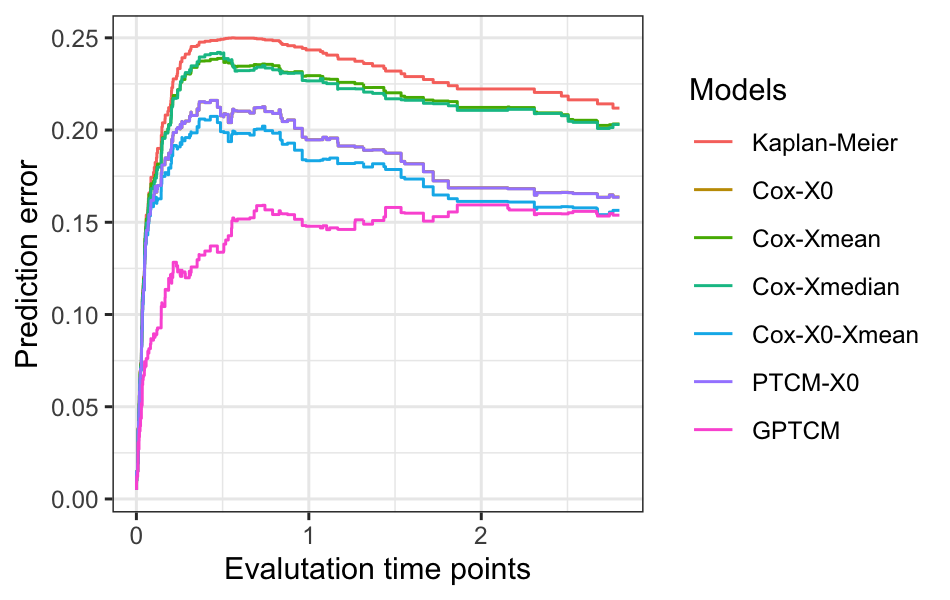 0.25
0.20
0.15
0.10
0.05
0.00
Prediction error
0
1
2
Evalutation time points
Models
Kaplan-Meier
Cox-X0
Cox-Xmean
Cox-Xmedian
Cox-X0-Xmean
PTCM-X0
GPTCM